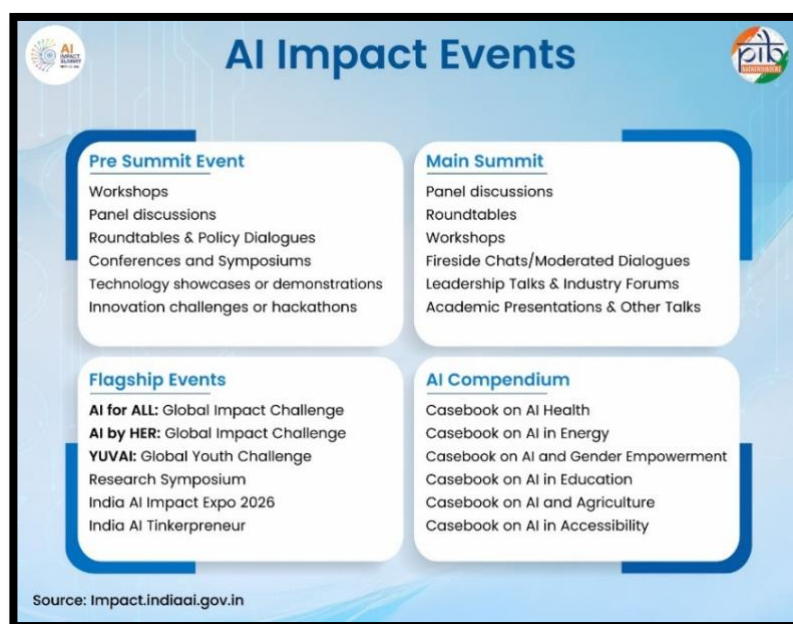 AI
IMPACT
SUMMIT
AI Impact Events
pib
Pre Summit Event
Workshops
Panel discussions
Roundtables & Policy Dialogues
Conferences and Symposiums
Technology showcases or demonstrations
Innovation challenges or hackathons
Main Summit
Panel discussions
Roundtables
Workshops
Fireside Chats/Moderated Dialogues
Leadership Talks & Industry Forums
Academic Presentations & Other Talks
Flagship Events
AI for ALL: Global Impact Challenge
AI by HER: Global Impact Challenge
YUVAI: Global Youth Challenge
Research Symposium
India AI Impact Expo 2026
India AI Tinkerpreneur
AI Compendium
Casebook on AI Health
Casebook on AI in Energy
Casebook on AI and Gender Empowerment
Casebook on AI in Education
Casebook on AI and Agriculture
Casebook on AI in Accessibility
Source: Impact.indiaai.gov.in